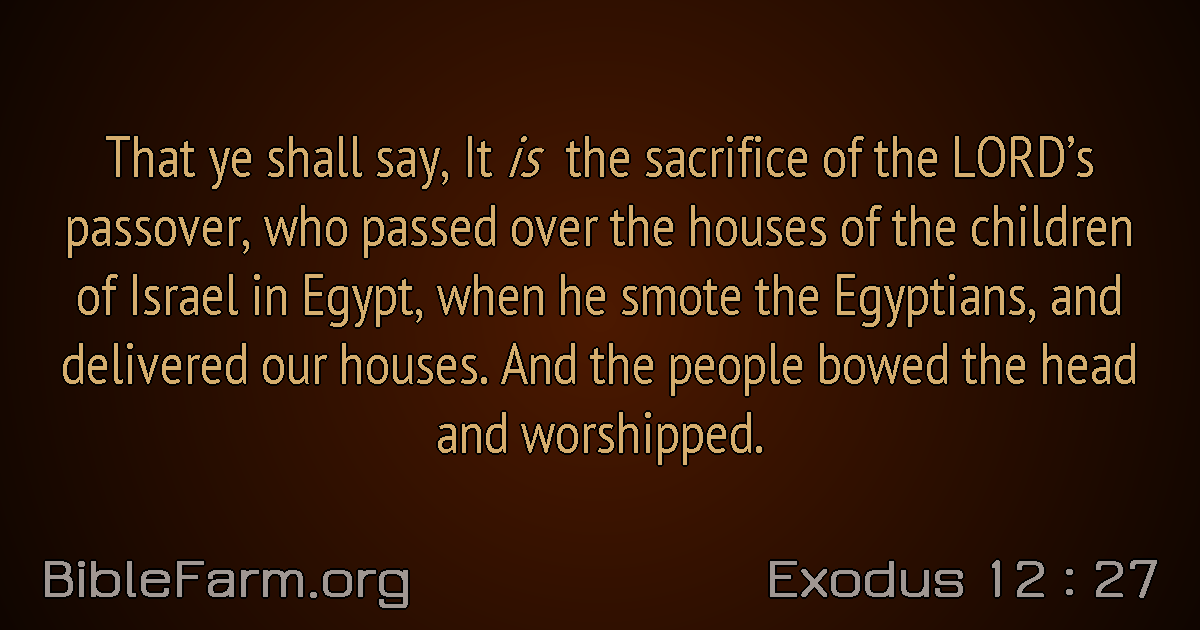 That ye shall say, It is the sacrifice of the LORD’s
passover, who passed over the houses of the children
of Israel in Egypt, when he smote the Egyptians, and
delivered our houses. And the people bowed the head
and worshipped.
BibleFarm.org
Exodus 12 : 27